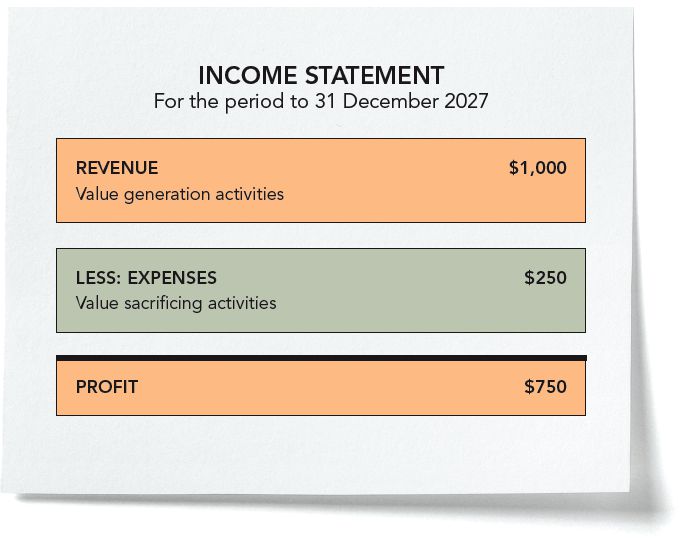 INCOME STATEMENT
For the period to 31 December 2027
REVENUE $1,000
Value generation activities
LESS: EXPENSES $250
Value sacrificing activities
PROFIT $750